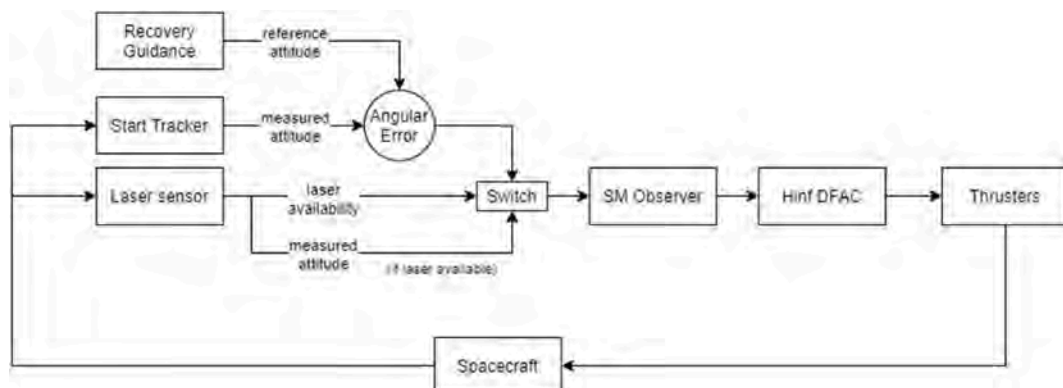 Recovery
Guidance
reference
attitude
Start Tracker
measured
attitude
Angular
Error
Laser sensor
laser
availability
Switch
SM Observer
Hinf DFAC
Thrusters
measured
attitude
(if laser available)
Spacecraft